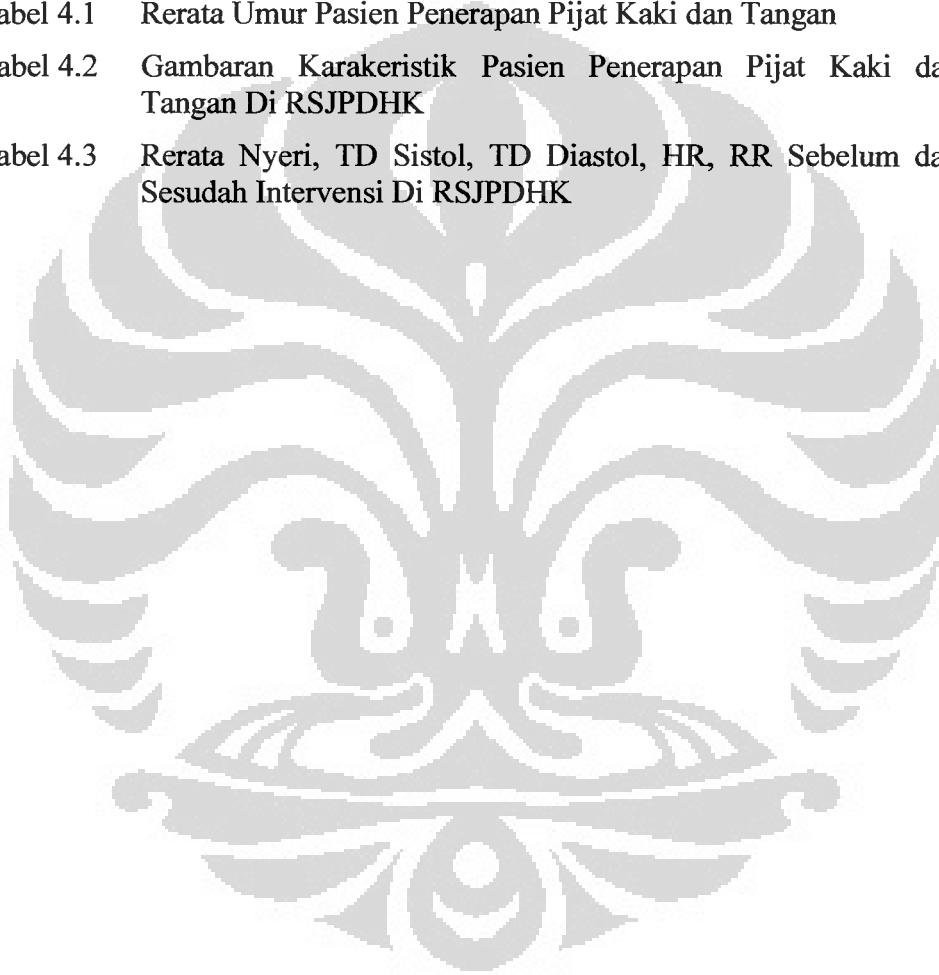 abel 4.1 Rerata Umur Pasien Penerapan Pijat Kaki dan Tangan
abel 4.2 Gambaran Karakeristik Pasien Penerapan Pijat Kaki da
Tangan Di RSJPDHK
abel 4.3 Rerata Nyeri, TD Sistol, TD Diastol, HR, RR Sebelum da
Sesudah Intervensi Di RSJPDHK